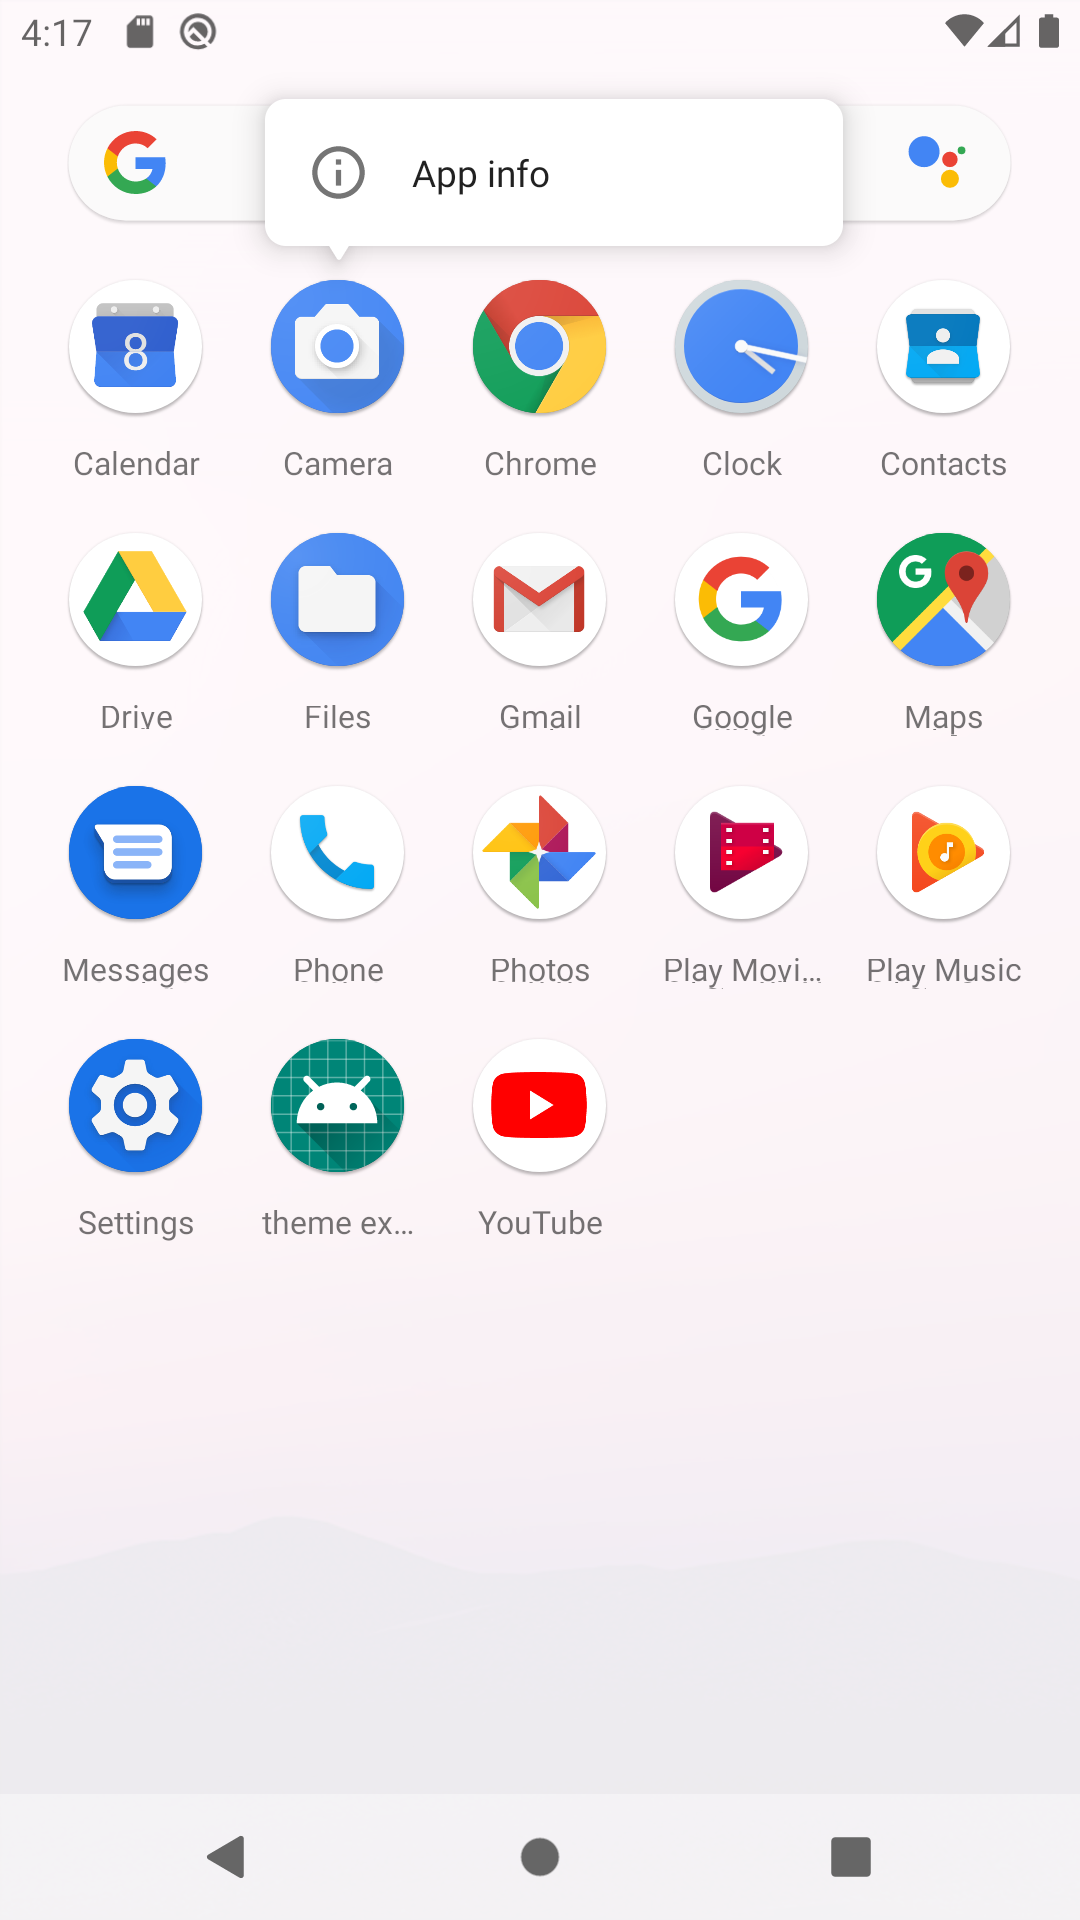 4:17
App info
8
Calendar
Camera
Chrome
Clock
Contacts
Drive
Files
Gmail
Google
Maps
Messages
Phone
Photos
Play Movi...
Play Music
Settings
theme ex...
YouTube